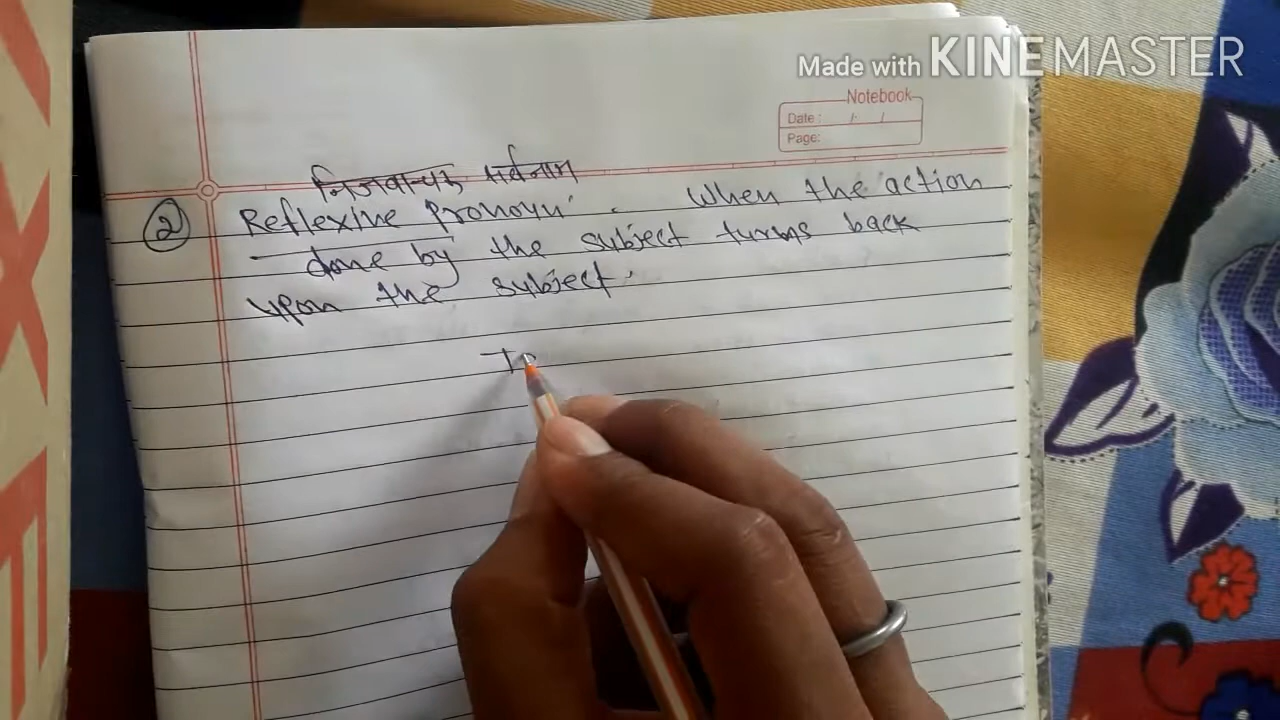 Made with KINEMASTER
Notebook
Date : / /
Page:
निजवाचक सर्वनाम
② Reflexive Pronoun . When the action
done by the subject turns back
upon the subject.